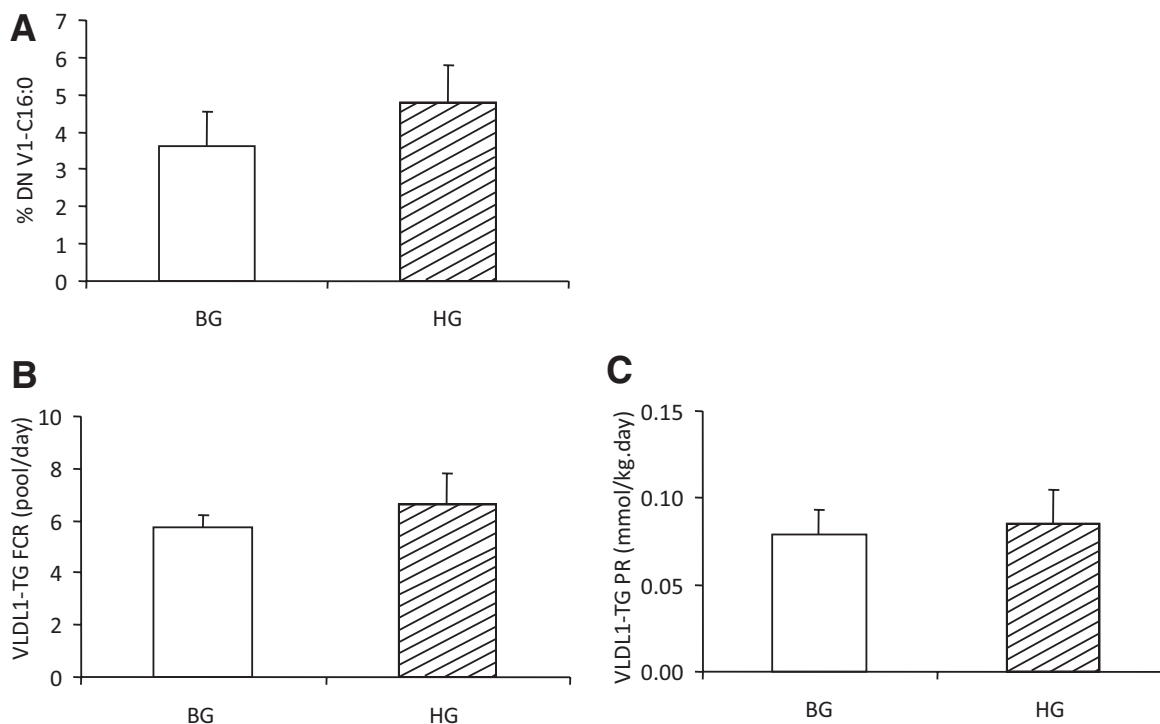 A
% DN V1-C16:0
7
6
5
4
3
2
1
0
BG
HG
B
VLDL1-TG FCR (pool/day)
10
8
6
4
2
0
BG
HG
C
VLDL1-TG PR (mmol/kg.day)
0.15
0.10
0.05
0.00
BG
HG